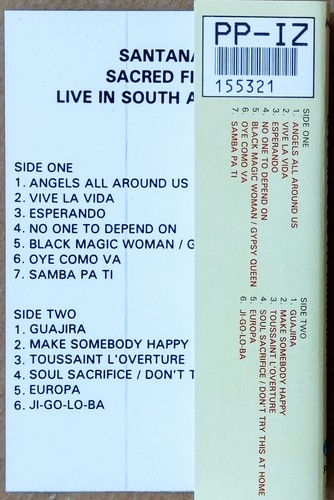 SANTANA
SACRED FI
LIVE IN SOUTH A
SIDE ONE
1. ANGELS ALL AROUND US
2. VIVE LA VIDA
3. ESPERANDO
4. NO ONE TO DEPEND ON
5. BLACK MAGIC WOMAN / G
6. OYE COMO VA
7. SAMBA PA TI
SIDE TWO
1. GUAJIRA
2. MAKE SOMEBODY HAPPY
3. TOUSSAINT L'OVERTURE
4. SOUL SACRIFICE / DON'T T
5. EUROPA
6. JI-GO-LO-BA
PP-IZ
155321
SIDE ONE
1. ANGELS ALL AROUND US
2. VIVE LA VIDA
3. ESPERANDO
4. NO ONE TO DEPEND ON
5. BLACK MAGIC WOMAN / GYPSY QUEEN
6. OYE COMO VA
7. SAMBA PA TI
SIDE TWO
1. GUAJIRA
2. MAKE SOMEBODY HAPPY
3. TOUSSAINT L'OVERTURE
4. SOUL SACRIFICE / DON'T TRY THIS AT HOME
5. EUROPA
6. JI-GO-LO-BA